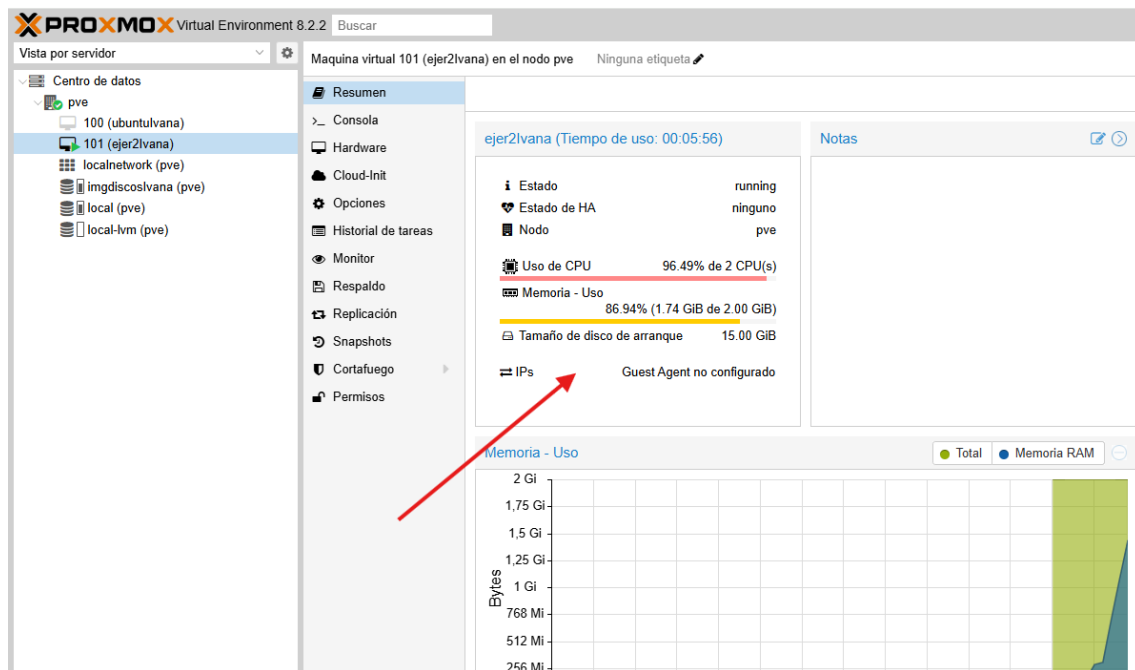 PROXMOX Virtual Environment 8.2.2 Buscar
Vista por servidor
Centro de datos
pve
100 (ubuntuIvana)
101 (ejer2Ivana)
localnetwork (pve)
imgdiscosIvana (pve)
local (pve)
local-lvm (pve)
Maquina virtual 101 (ejer2Ivana) en el nodo pve Ninguna etiqueta
Resumen
>_ Consola
Hardware
Cloud-Init
Opciones
Historial de tareas
Monitor
Respaldo
Replicación
Snapshots
Cortafuego
Permisos
ejer2Ivana (Tiempo de uso: 00:05:56)
Estado running
Estado de HA ninguno
Nodo pve
Uso de CPU 96.49% de 2 CPU(s)
Memoria - Uso
86.94% (1.74 GiB de 2.00 GiB)
Tamaño de disco de arranque 15.00 GiB
IPs Guest Agent no configurado
Notas
Memoria - Uso
Total Memoria RAM
2 Gi
1,75 Gi
1,5 Gi
1,25 Gi
1 Gi
768 Mi
512 Mi
256 Mi
Bytes